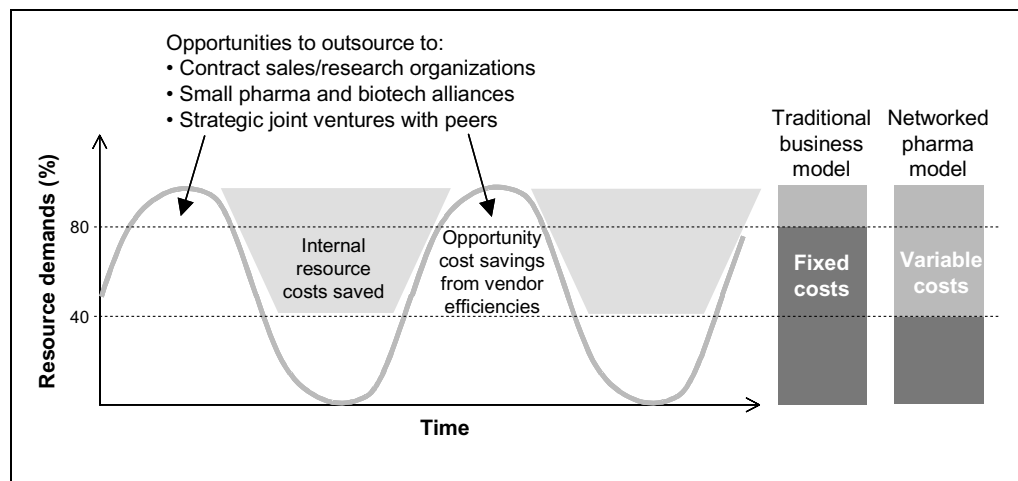 Opportunities to outsource to:
• Contract sales/research organizations
• Small pharma and biotech alliances
• Strategic joint ventures with peers
Traditional
business
model
Networked
pharma
model
Resource demands (%)
80
40
Internal
resource
costs saved
Opportunity
cost savings
from vendor
efficiencies
Fixed
costs
Variable
costs
Time